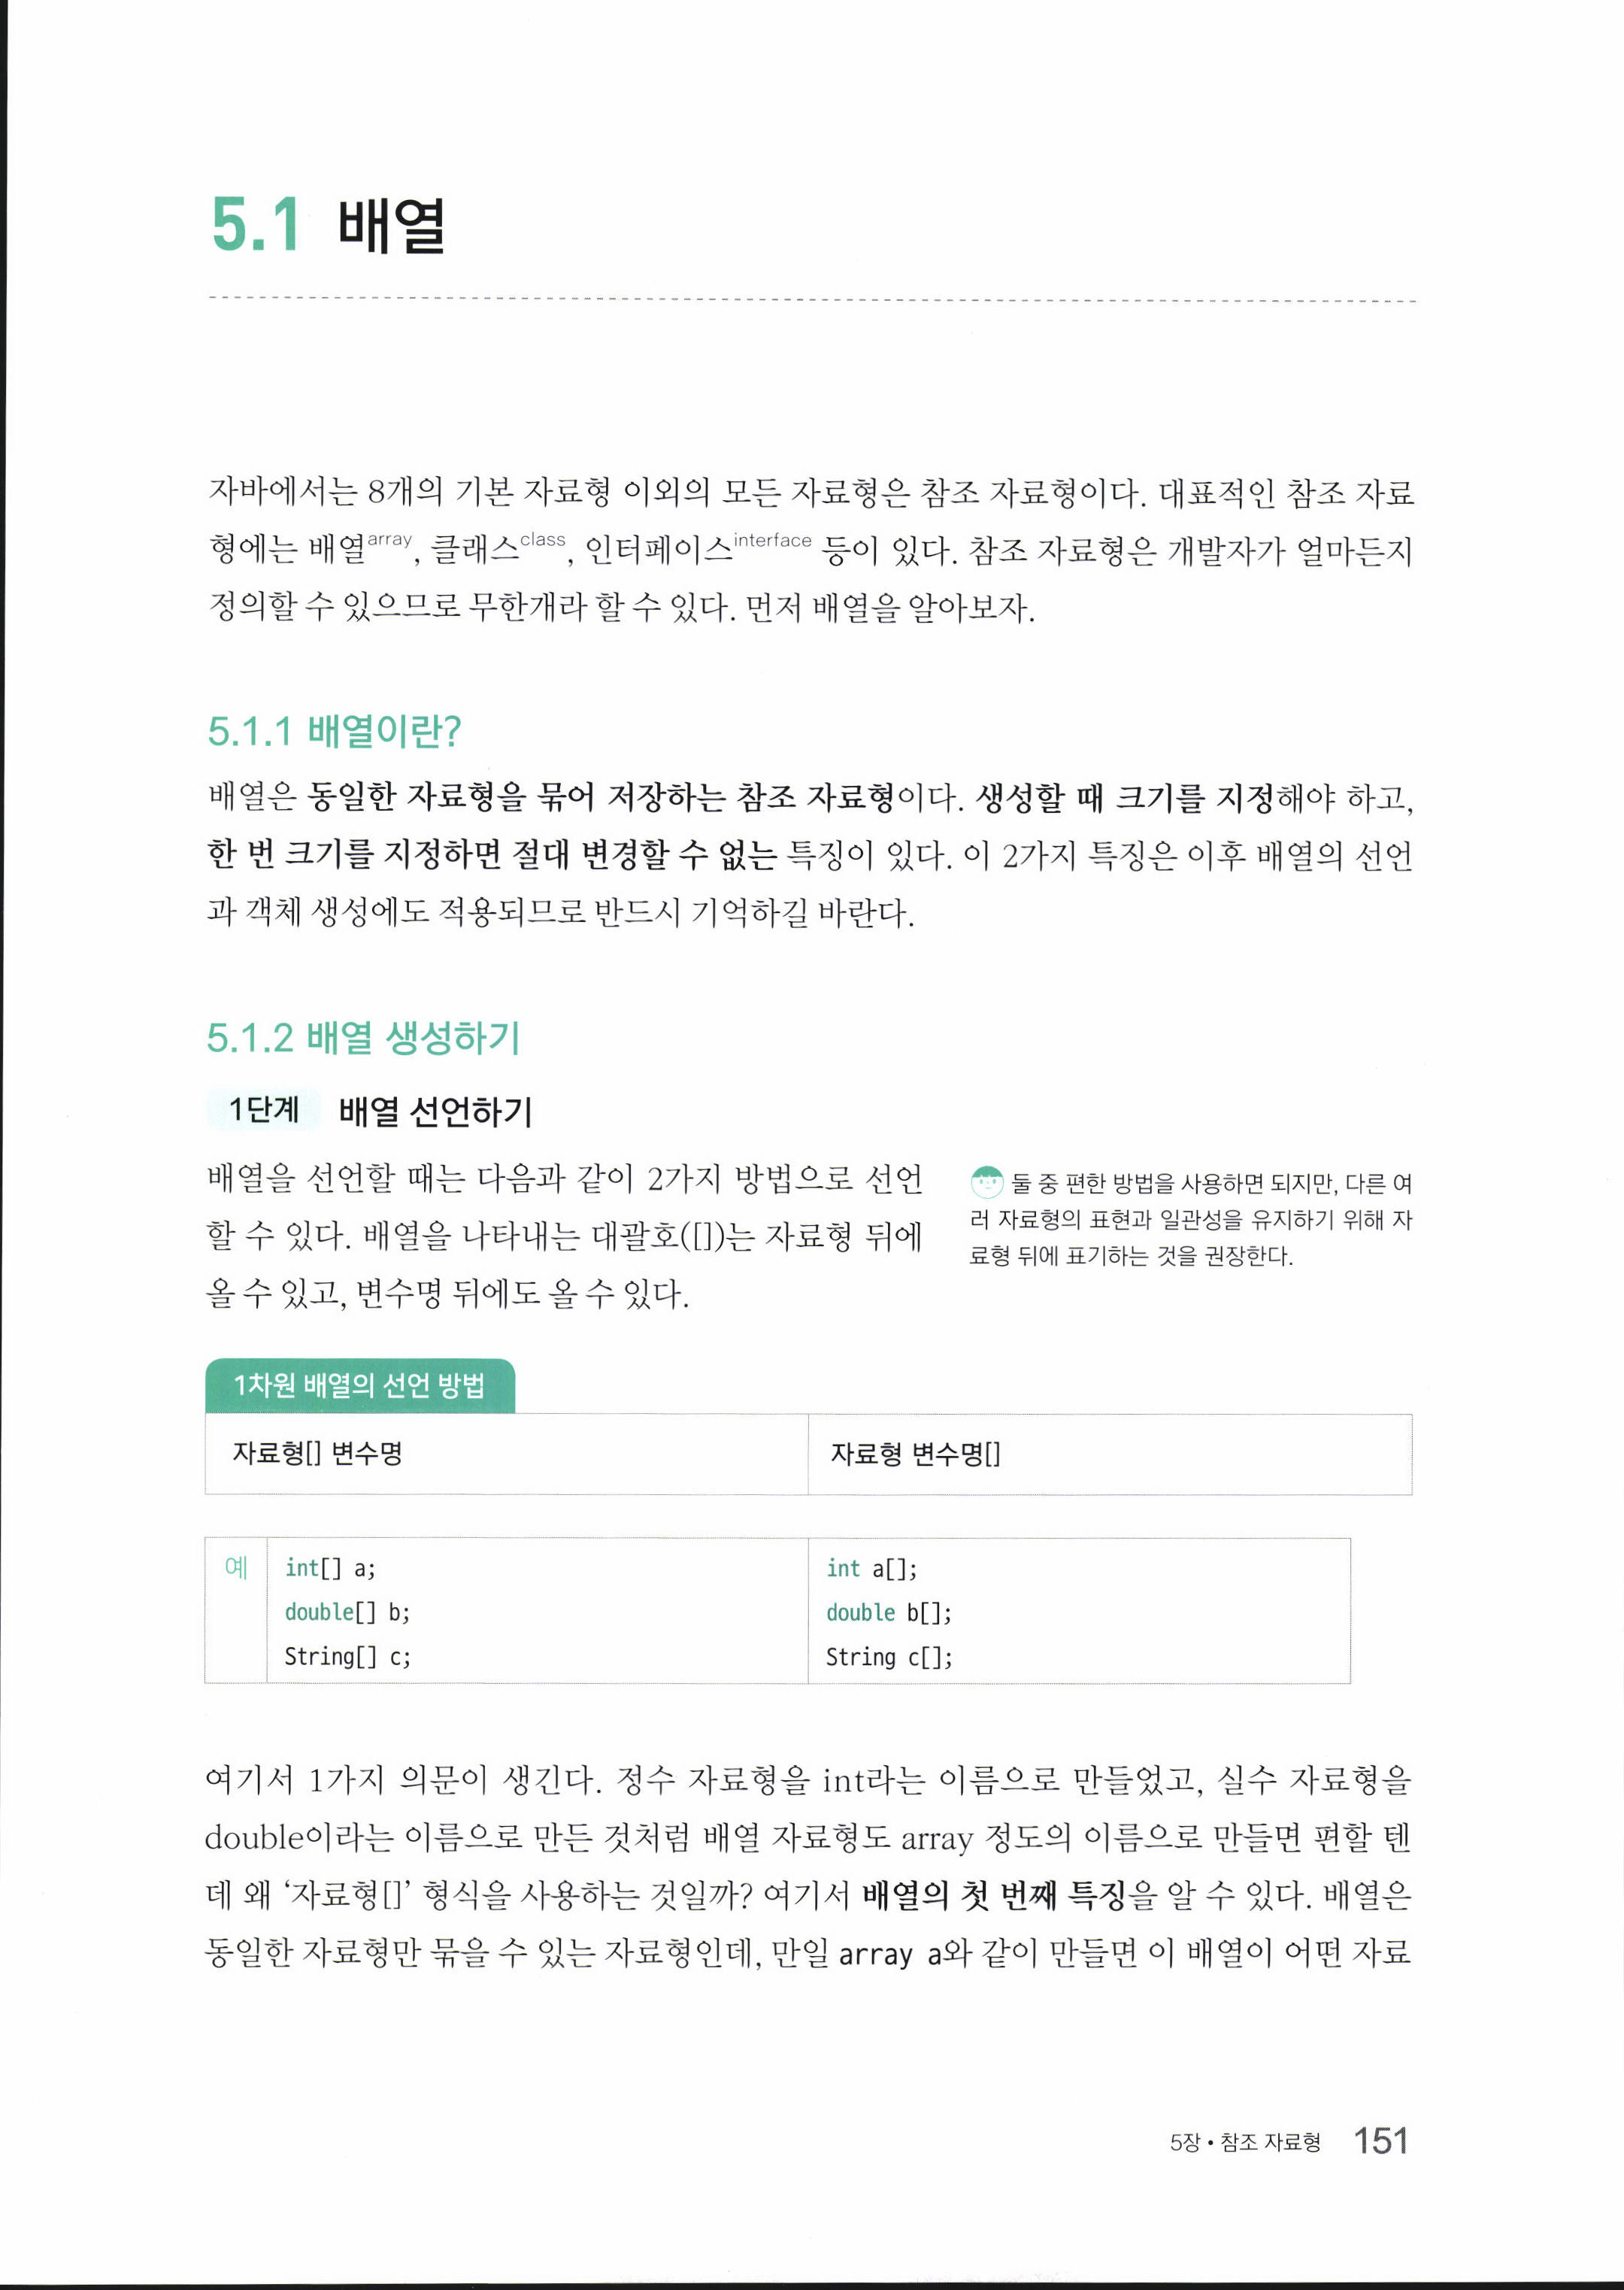 5.1 배열
자바에서는 8개의 기본 자료형 이외의 모든 자료형은 참조 자료형이다. 대표적인 참조 자료
형에는 배열array, 클래스class, 인터페이스interface 등이 있다. 참조 자료형은 개발자가 얼마든지
정의할 수 있으므로 무한개라 할 수 있다. 먼저 배열을 알아보자.
5.1.1 배열이란?
배열은 동일한 자료형을 묶어 저장하는 참조 자료형이다. 생성할 때 크기를 지정해야 하고,
한 번 크기를 지정하면 절대 변경할 수 없는 특징이 있다. 이 2가지 특징은 이후 배열의 선언
과 객체 생성에도 적용되므로 반드시 기억하길 바란다.
5.1.2 배열 생성하기
1단계 배열 선언하기
배열을 선언할 때는 다음과 같이 2가지 방법으로 선언
할 수 있다. 배열을 나타내는 대괄호([])는 자료형 뒤에
올 수 있고, 변수명 뒤에도 올 수 있다.
둘 중 편한 방법을 사용하면 되지만, 다른 여
러 자료형의 표현과 일관성을 유지하기 위해 자
료형 뒤에 표기하는 것을 권장한다.
1차원 배열의 선언 방법
자료형[] 변수명
자료형 변수명[]
예
int[] a;
double[] b;
String[] c;
int a[];
double b[];
String c[];
여기서 1가지 의문이 생긴다. 정수 자료형을 int라는 이름으로 만들었고, 실수 자료형을
double이라는 이름으로 만든 것처럼 배열 자료형도 array 정도의 이름으로 만들면 편할 텐
데 왜 ‘자료형[]’ 형식을 사용하는 것일까? 여기서 배열의 첫 번째 특징을 알 수 있다. 배열은
동일한 자료형만 묶을 수 있는 자료형인데, 만일 array a와 같이 만들면 이 배열이 어떤 자료
5장 • 참조 자료형 151